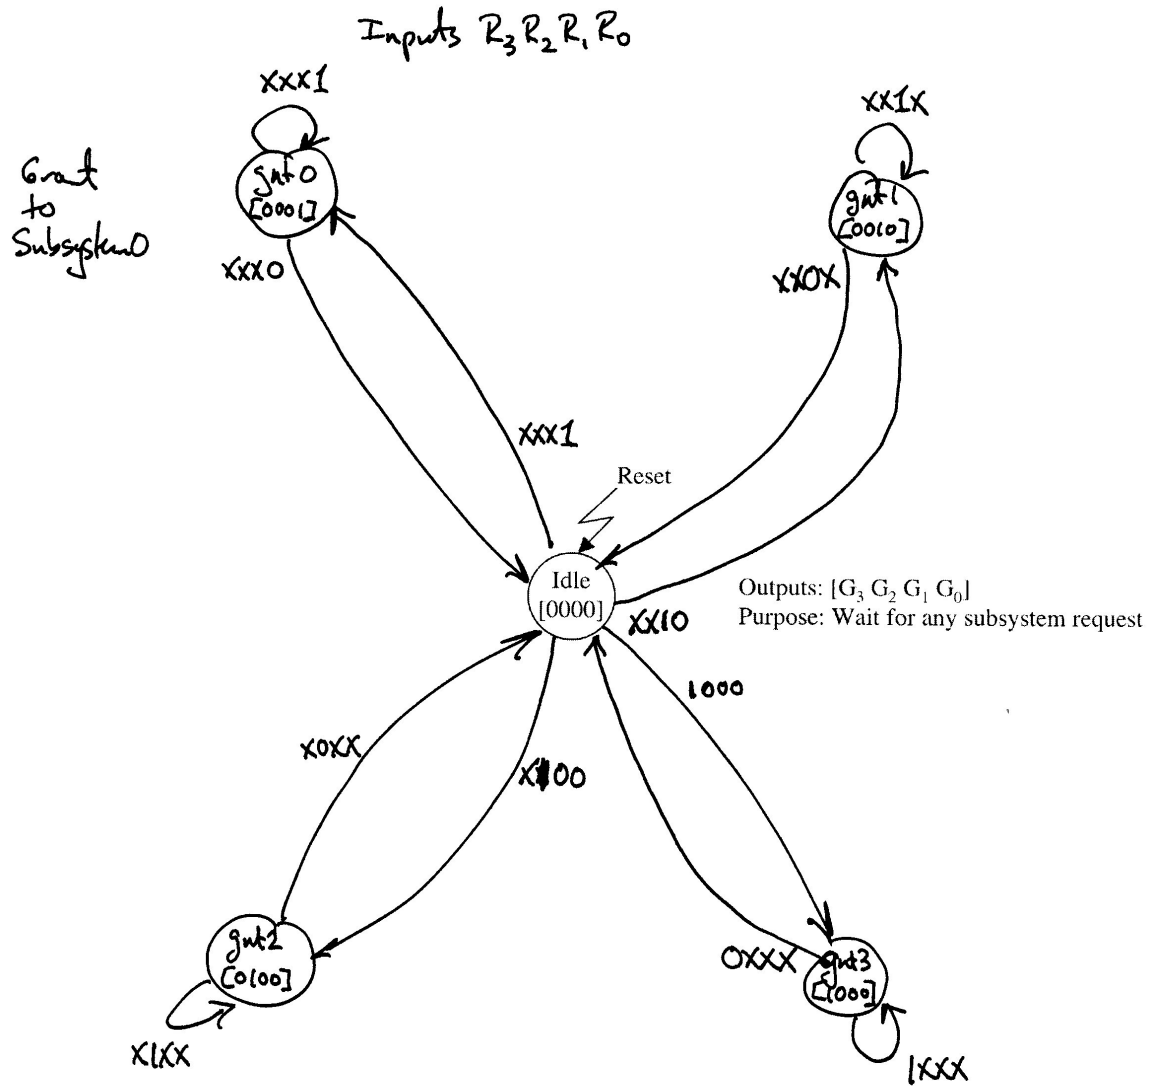 Inputs R3 R2 R1 R0
xxx1
xx1x
Grant
to
Subsystem0
gnt0
[0001]
gnt1
[0010]
xxx0
xx0x
xxx1
Reset
Idle
[0000]
Outputs: [G3 G2 G1 G0]
Purpose: Wait for any subsystem request
xx10
1000
x0xx
x100
gnt2
[0100]
0xxx
gnt3
[1000]
x1xx
1xxx